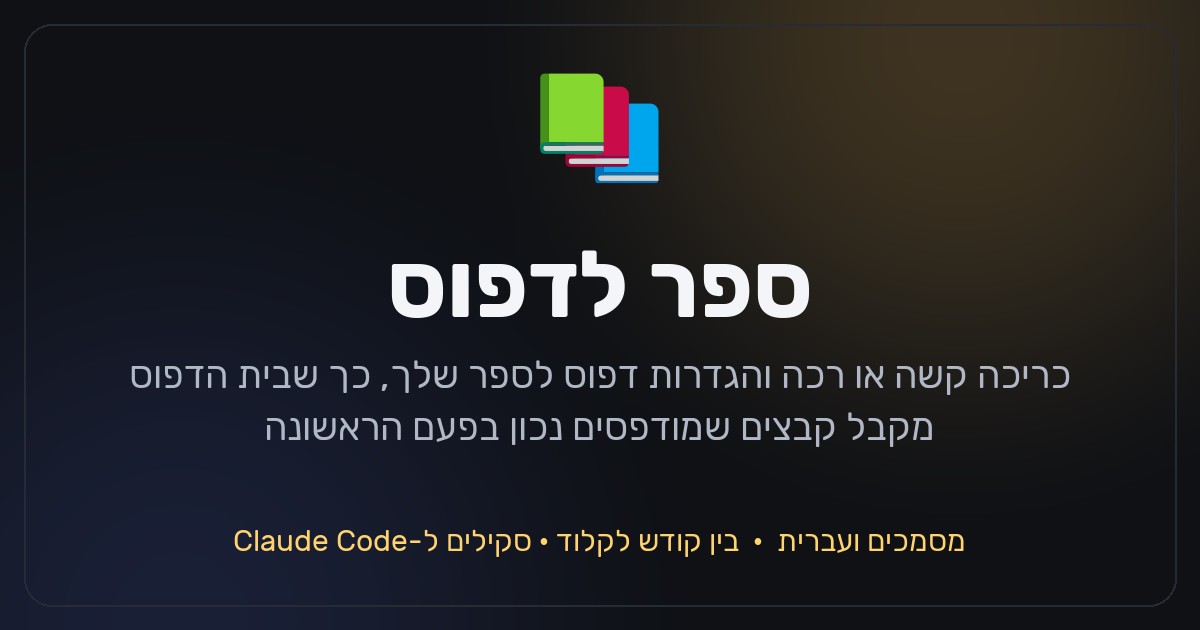 ספר לדפוס
כריכה קשה או רכה והגדרות דפוס לספר שלך, כך שבית הדפוס
מקבל קבצים שמודפסים נכון בפעם הראשונה
מסמכים ועברית • בין קודש לקלוד • סקילים ל-Claude Code